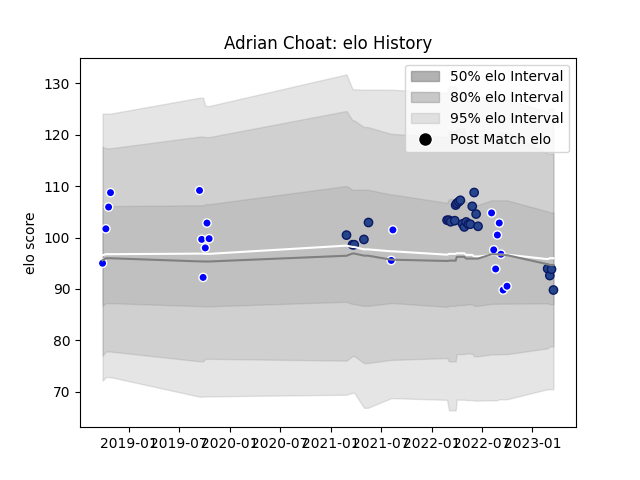 Adrian Choat: elo History
130
120
110
100
90
80
70
elo score
50% elo Interval
80% elo Interval
95% elo Interval
Post Match elo
2019-01 2019-07 2020-01 2020-07 2021-01 2021-07 2022-01 2022-07 2023-01